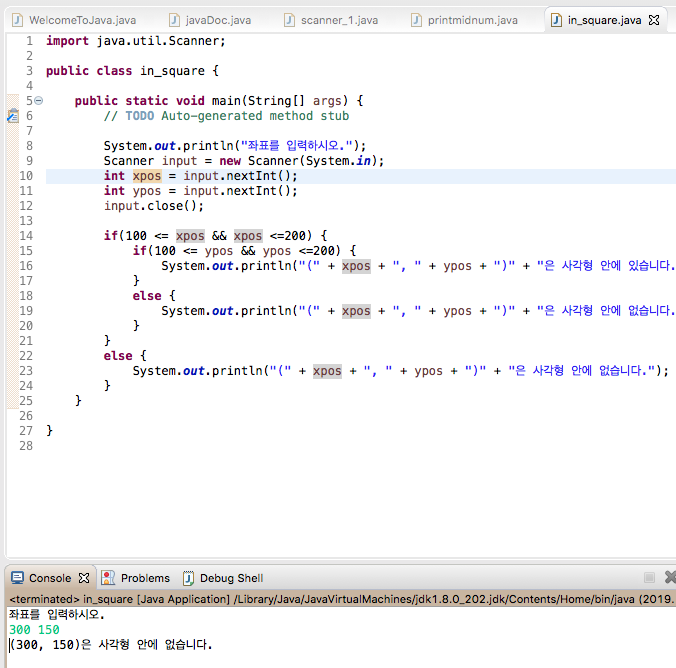 WelcomeToJava.java javaDoc.java scanner_1.java printmidnum.java in_square.java
1 import java.util.Scanner;
2
3 public class in_square {
4
5 public static void main(String[] args) {
6 // TODO Auto-generated method stub
7
8 System.out.println("좌표를 입력하시오.");
9 Scanner input = new Scanner(System.in);
10 int xpos = input.nextInt();
11 int ypos = input.nextInt();
12 input.close();
13
14 if(100 <= xpos && xpos <=200) {
15 if(100 <= ypos && ypos <=200) {
16 System.out.println("(" + xpos + ", " + ypos + ")" + "은 사각형 안에 있습니다.
17 }
18 else {
19 System.out.println("(" + xpos + ", " + ypos + ")" + "은 사각형 안에 없습니다.
20 }
21 }
22 else {
23 System.out.println("(" + xpos + ", " + ypos + ")" + "은 사각형 안에 없습니다.");
24 }
25 }
26
27 }
28
Console Problems Debug Shell
<terminated> in_square [Java Application] /Library/Java/JavaVirtualMachines/jdk1.8.0_202.jdk/Contents/Home/bin/java (2019.
좌표를 입력하시오.
300 150
(300, 150)은 사각형 안에 없습니다.